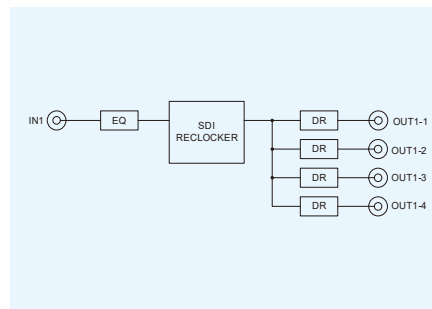 IN1
EQ
SDI
RECLOCKER
DR
OUT1-1
DR
OUT1-2
DR
OUT1-3
DR
OUT1-4